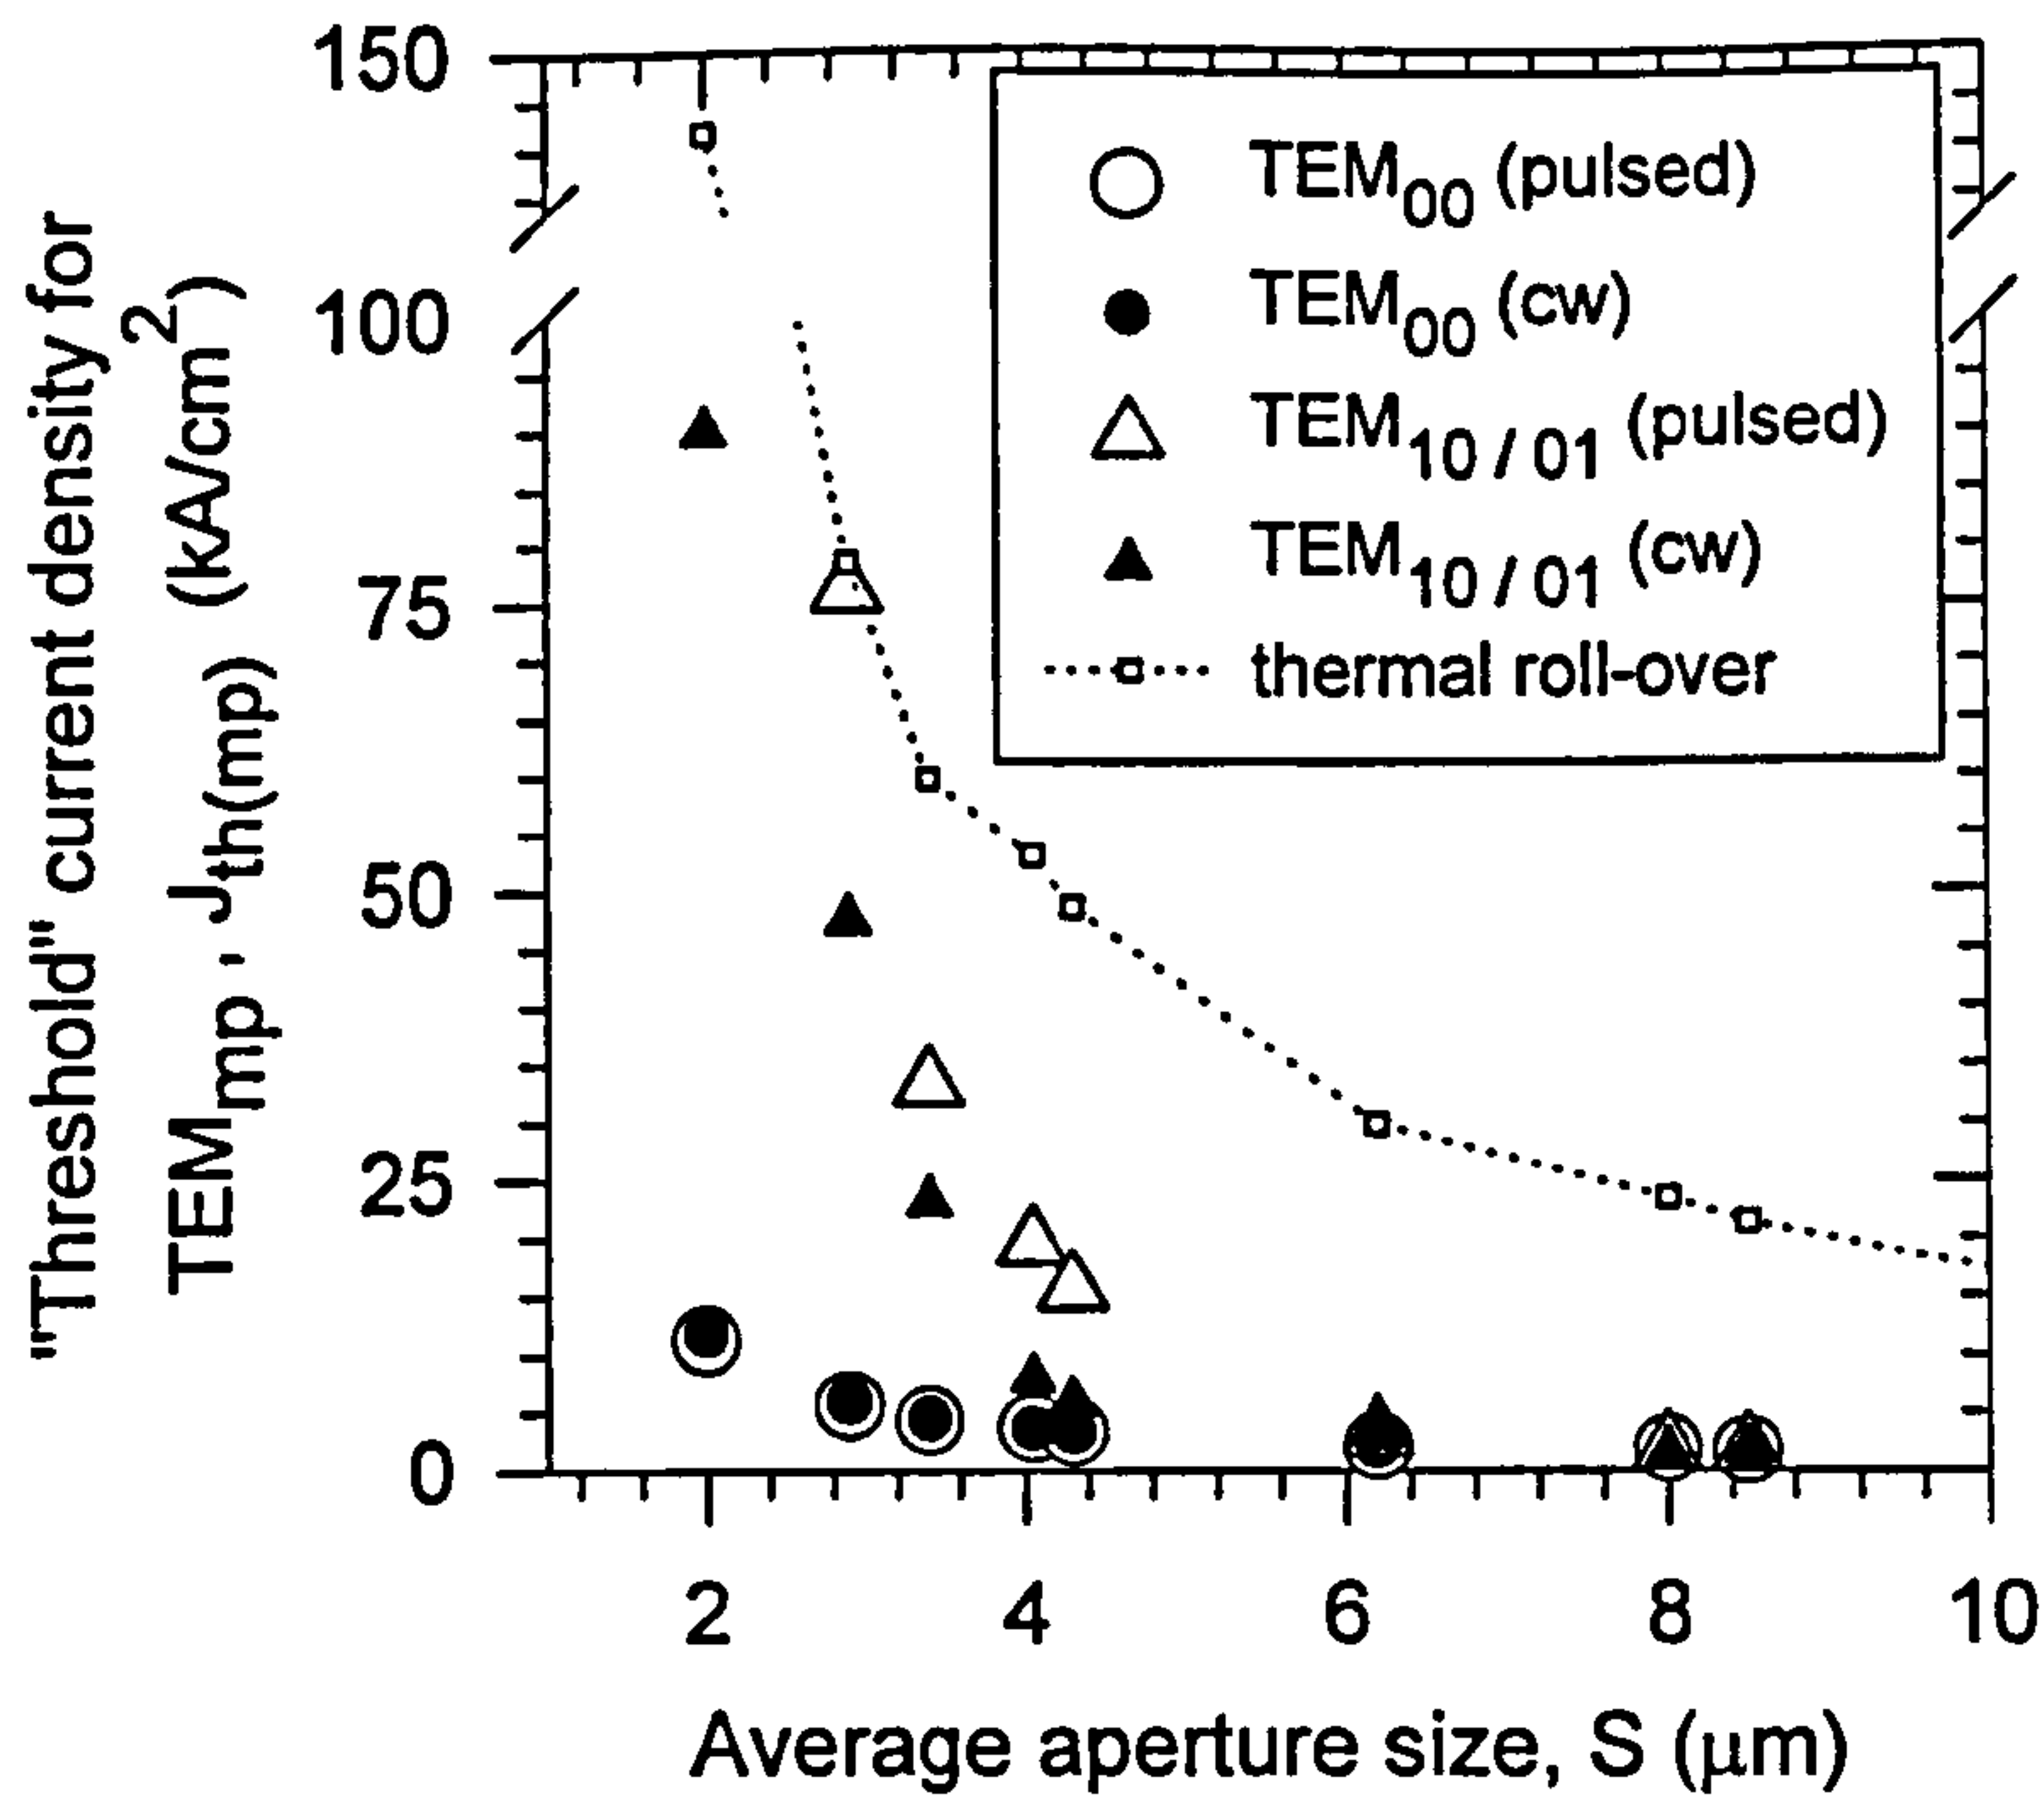 "Threshold" current density for
TEMmp, Jth(mp) (kA/cm2)
150
100
75
50
25
0
TEM00 (pulsed)
TEM00 (cw)
TEM10/01 (pulsed)
TEM10/01 (cw)
thermal roll-over
2 4 6 8 10
Average aperture size, S (μm)